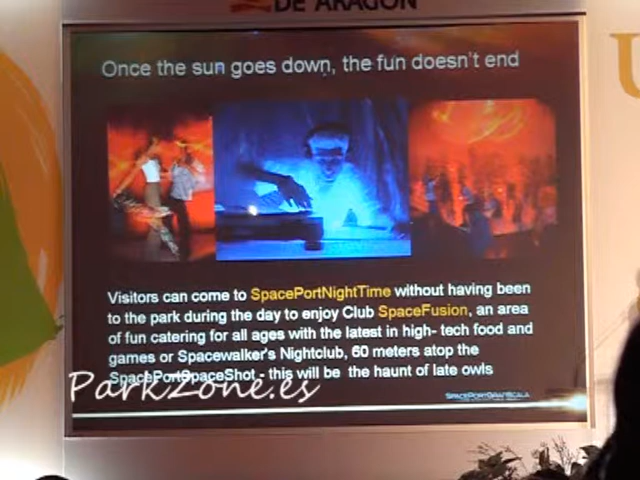 DE ARAGÓN
Once the sun goes down, the fun doesn't end
Visitors can come to SpacePortNightTime without having been
to the park during the day to enjoy Club SpaceFusion, an area
of fun catering for all ages with the latest in high- tech food and
games or Spacewalker's Nightclub, 60 meters atop the
SpacePortSpaceShot - this will be the haunt of late owls
ParkZone.es